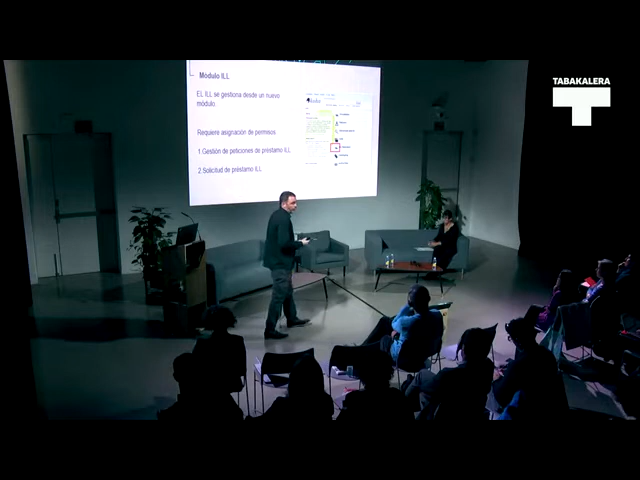 Módulo ILL
EL ILL se gestiona desde un nuevo
módulo
Requiere asignación de permisos
1.Gestión de peticiones de préstamo ILL.
2.Solicitud de préstamo ILL
TABAKALERA